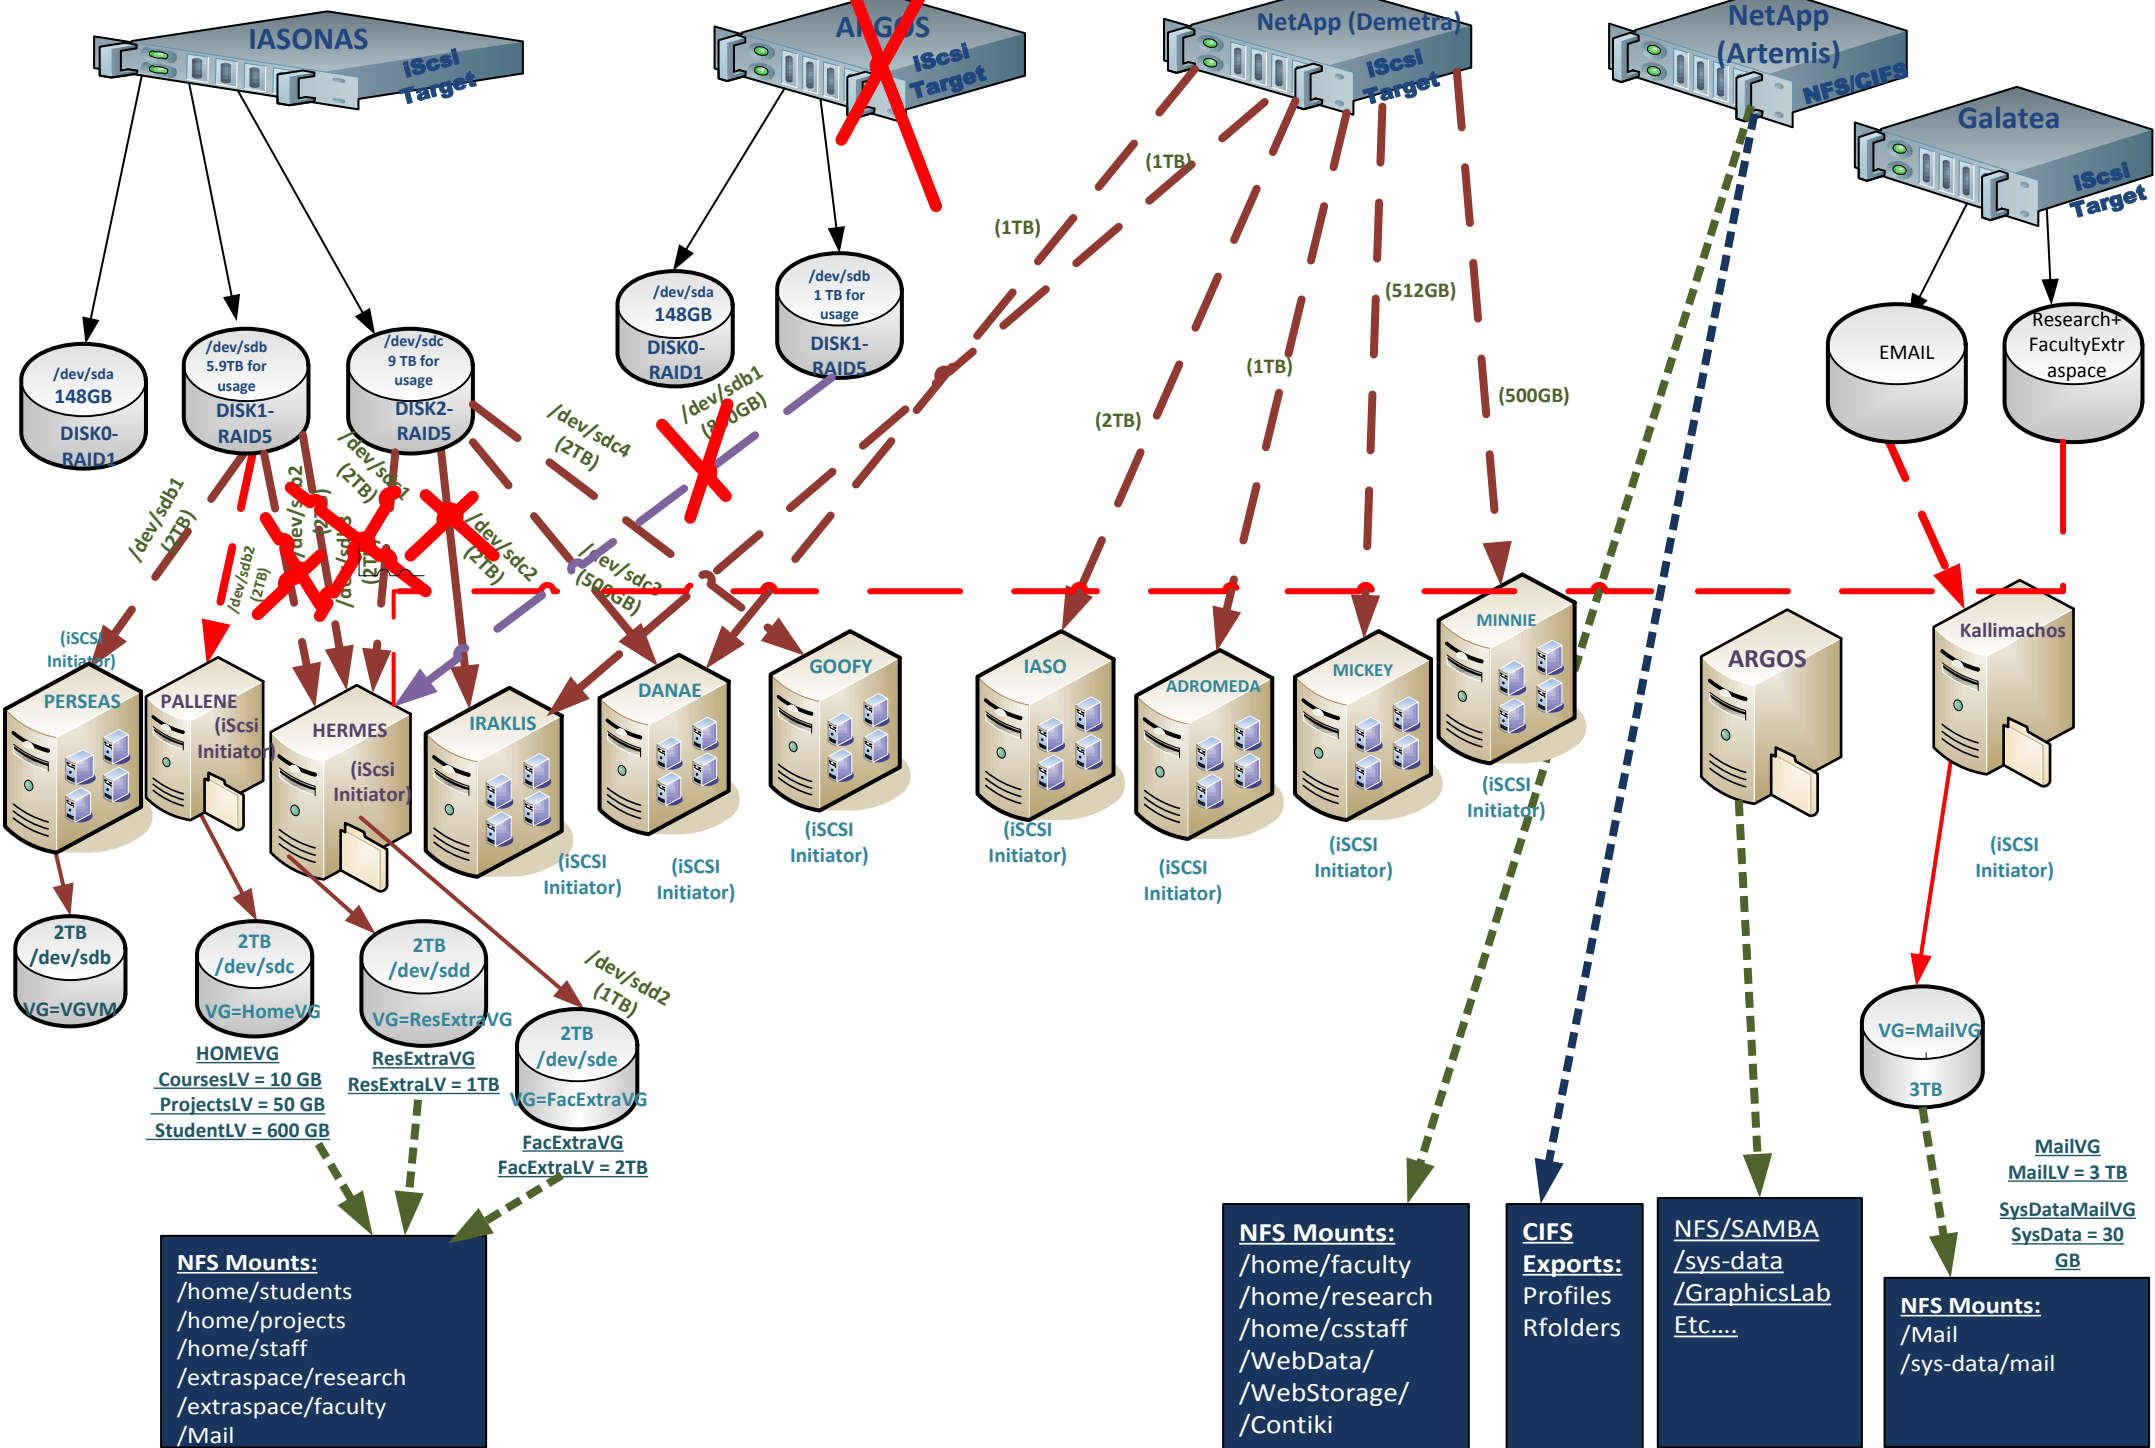 IASONAS
iScsi
Target
ARGOS
iScsi
Target
NetApp (Demetra)
iScsi
Target
NetApp
(Artemis)
NFS/CIFS
Galatea
iScsi
Target
/dev/sda
148GB
DISK0-
RAID1
/dev/sdb
5.9TB for
usage
DISK1-
RAID5
/dev/sdc
9 TB for
usage
DISK2-
RAID5
/dev/sda
148GB
DISK0-
RAID1
/dev/sdb
1 TB for
usage
DISK1-
RAID5
EMAIL
Research+
FacultyExtr
aspace
(1TB)
(1TB)
(2TB)
(1TB)
(512GB)
(500GB)
/dev/sdb1
(2TB)
/dev/sdb2
(2TB)
/dev/sdb2
/dev/sdc1
(2TB)
(2TB)
/dev/sdc2
(2TB)
/dev/sdc3
(500GB)
/dev/sdc4
(2TB)
/dev/sdb1
(iSCSI
Initiator)
PERSEAS
PALLENE
(iScsi
Initiator)
HERMES
(iScsi
Initiator)
IRAKLIS
(iSCSI
Initiator)
DANAE
(iSCSI
Initiator)
GOOFY
(iSCSI
Initiator)
IASO
(iSCSI
Initiator)
ADROMEDA
(iSCSI
Initiator)
MICKEY
(iSCSI
Initiator)
MINNIE
(iSCSI
Initiator)
ARGOS
Kallimachos
(iSCSI
Initiator)
2TB
/dev/sdb
VG=VGVM
2TB
/dev/sdc
VG=HomeVG
2TB
/dev/sdd
VG=ResExtraVG
/dev/sdd2
(1TB)
2TB
/dev/sde
VG=FacExtraVG
VG=MailVG
3TB
HOMEVG
CoursesLV = 10 GB
ProjectsLV = 50 GB
StudentLV = 600 GB
ResExtraVG
ResExtraLV = 1TB
FacExtraVG
FacExtraLV = 2TB
MailVG
MailLV = 3 TB
SysDataMailVG
SysData = 30
GB
NFS Mounts:
/home/students
/home/projects
/home/staff
/extraspace/research
/extraspace/faculty
/Mail
NFS Mounts:
/home/faculty
/home/research
/home/csstaff
/WebData/
/WebStorage/
/Contiki
CIFS
Exports:
Profiles
Rfolders
NFS/SAMBA
/sys-data
/GraphicsLab
Etc....
NFS Mounts:
/Mail
/sys-data/mail